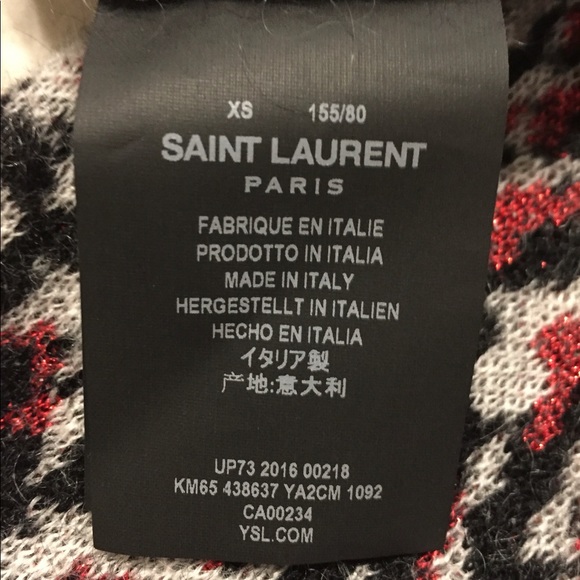 XS 155/80
SAINT LAURENT
PARIS
FABRIQUE EN ITALIE
PRODOTTO IN ITALIA
MADE IN ITALY
HERGESTELLT IN ITALIEN
HECHO EN ITALIA
イタリア製
产地:意大利
UP73 2016 00218
KM65 438637 YA2CM 1092
CA00234
YSL.COM